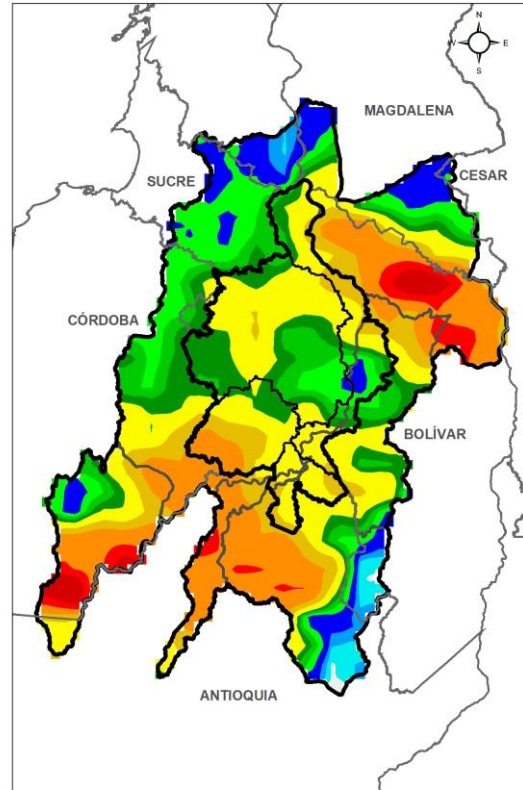 N
W E
S
MAGDALENA
CESAR
SUCRE
CÓRDOBA
BOLÍVAR
ANTIOQUIA